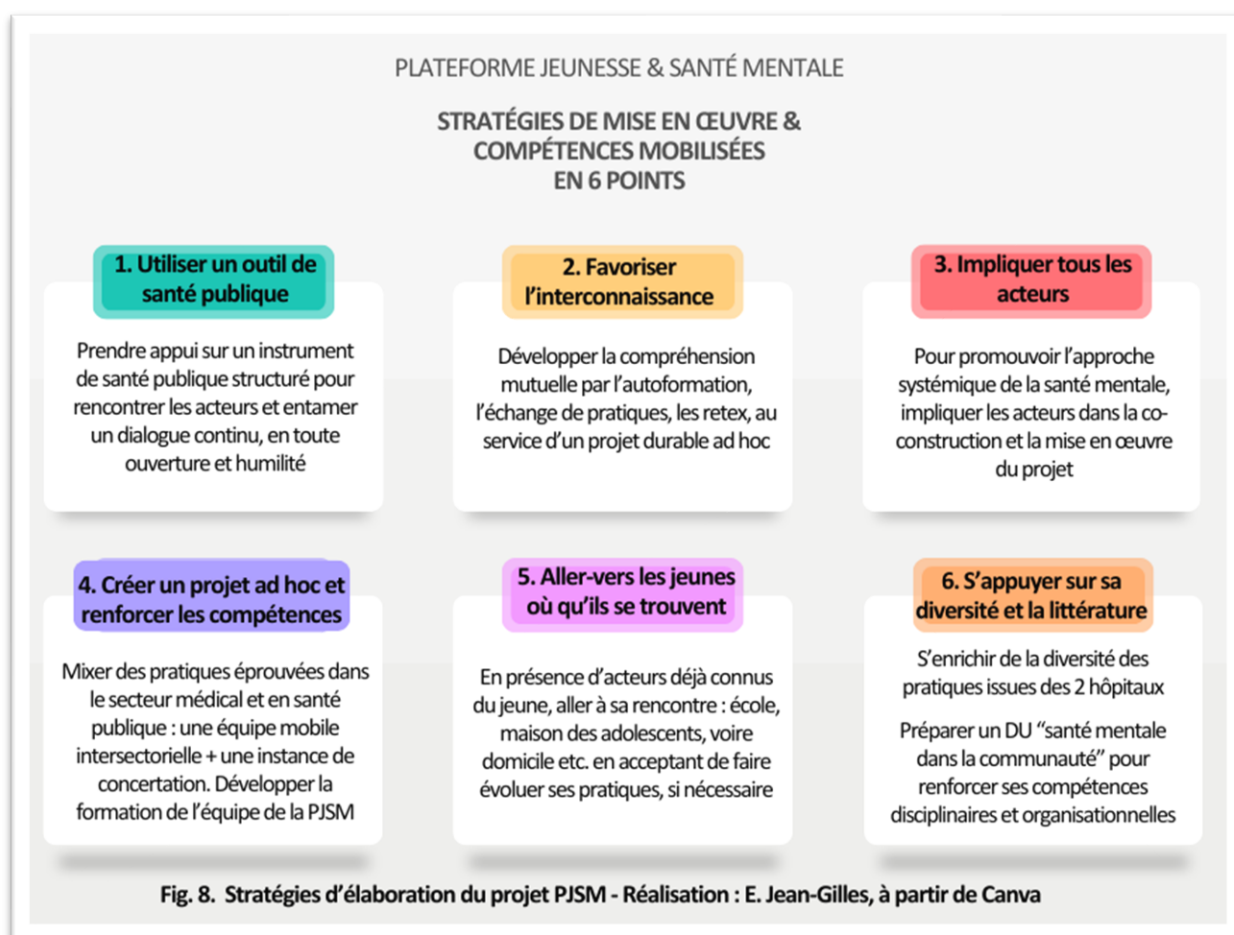 PLATEFORME JEUNESSE & SANTÉ MENTALE
STRATÉGIES DE MISE EN ŒUVRE &
COMPÉTENCES MOBILISÉES
EN 6 POINTS
1. Utiliser un outil de
santé publique
Prendre appui sur un instrument
de santé publique structuré pour
rencontrer les acteurs et entamer
un dialogue continu, en toute
ouverture et humilité
2. Favoriser
l'interconnaissance
Développer la compréhension
mutuelle par l'autoformation,
l'échange de pratiques, les retex, au
service d'un projet durable ad hoc
3. Impliquer tous les
acteurs
Pour promouvoir l'approche
systémique de la santé mentale,
impliquer les acteurs dans la co-
construction et la mise en œuvre
du projet
4. Créer un projet ad hoc et
renforcer les compétences
Mixer des pratiques éprouvées dans
le secteur médical et en santé
publique : une équipe mobile
intersectorielle + une instance de
concertation. Développer la
formation de l'équipe de la PJSM
5. Aller-vers les jeunes
où qu'ils se trouvent
En présence d'acteurs déjà connus
du jeune, aller à sa rencontre : école,
maison des adolescents, voire
domicile etc. en acceptant de faire
évoluer ses pratiques, si nécessaire
6. S'appuyer sur sa
diversité et la littérature
S'enrichir de la diversité des
pratiques issues des 2 hôpitaux
Préparer un DU "santé mentale
dans la communauté" pour
renforcer ses compétences
disciplinaires et organisationnelles
Fig. 8. Stratégies d'élaboration du projet PJSM - Réalisation : E. Jean-Gilles, à partir de Canva